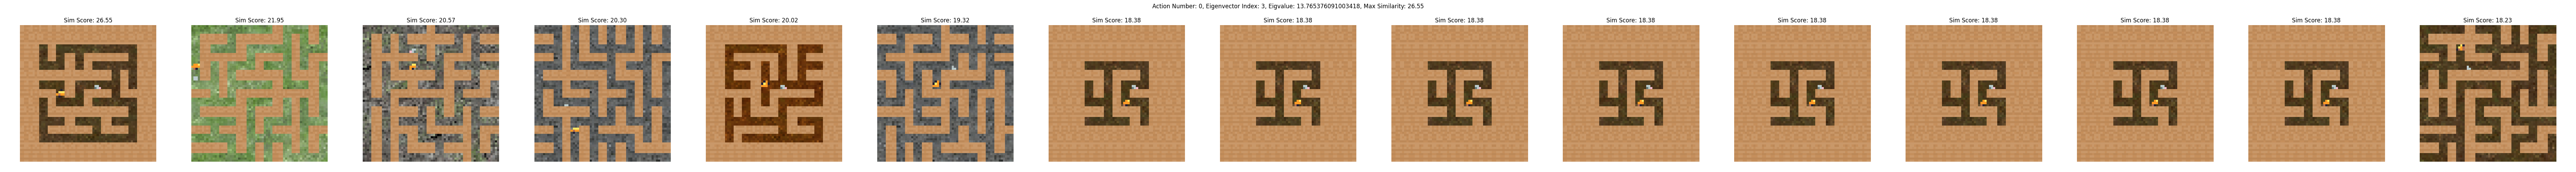 Action Number: 0, Eigenvector Index: 3, Eigvalue: 13.765376091003418, Max Similarity: 26.55
Sim Score: 26.55
Sim Score: 21.95
Sim Score: 20.57
Sim Score: 20.30
Sim Score: 20.02
Sim Score: 19.32
Sim Score: 18.38
Sim Score: 18.38
Sim Score: 18.38
Sim Score: 18.38
Sim Score: 18.38
Sim Score: 18.38
Sim Score: 18.38
Sim Score: 18.38
Sim Score: 18.23